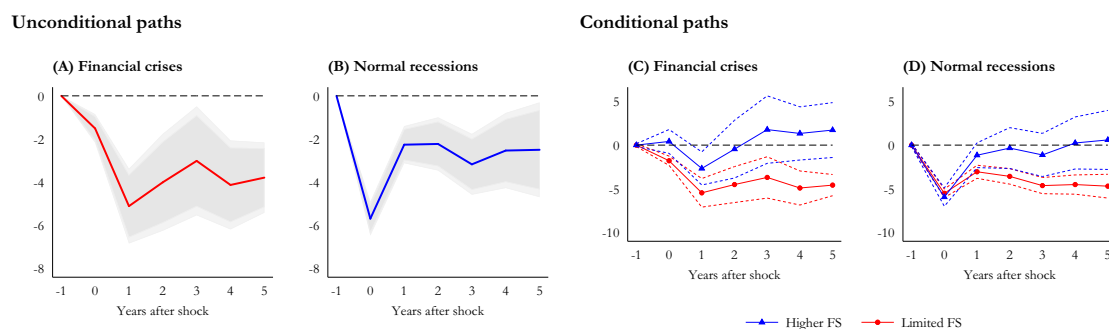 Unconditional paths
Conditional paths
(A) Financial crises
(B) Normal recessions
(C) Financial crises
(D) Normal recessions
0
-2
-4
-6
-8
-1 0 1 2 3 4 5
Years after shock
0
-2
-4
-6
-8
-1 0 1 2 3 4 5
Years after shock
5
0
-5
-10
-1 0 1 2 3 4 5
Years after shock
5
0
-5
-10
-1 0 1 2 3 4 5
Years after shock
Higher FS
Limited FS